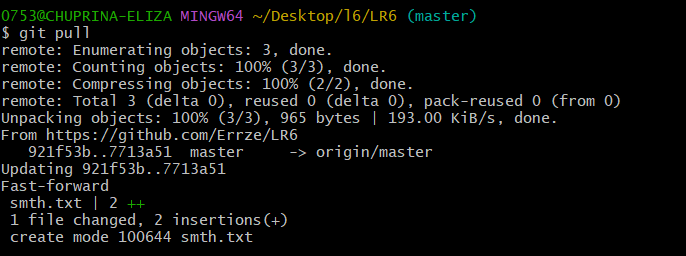 0753@CHUPRINA-ELIZA MINGW64 ~/Desktop/l6/LR6 (master)
$ git pull
remote: Enumerating objects: 3, done.
remote: Counting objects: 100% (3/3), done.
remote: Compressing objects: 100% (2/2), done.
remote: Total 3 (delta 0), reused 0 (delta 0), pack-reused 0 (from 0)
Unpacking objects: 100% (3/3), 965 bytes | 193.00 KiB/s, done.
From https://github.com/Errze/LR6
   921f53b..7713a51  master     -> origin/master
Updating 921f53b..7713a51
Fast-forward
 smth.txt | 2 ++
 1 file changed, 2 insertions(+)
 create mode 100644 smth.txt